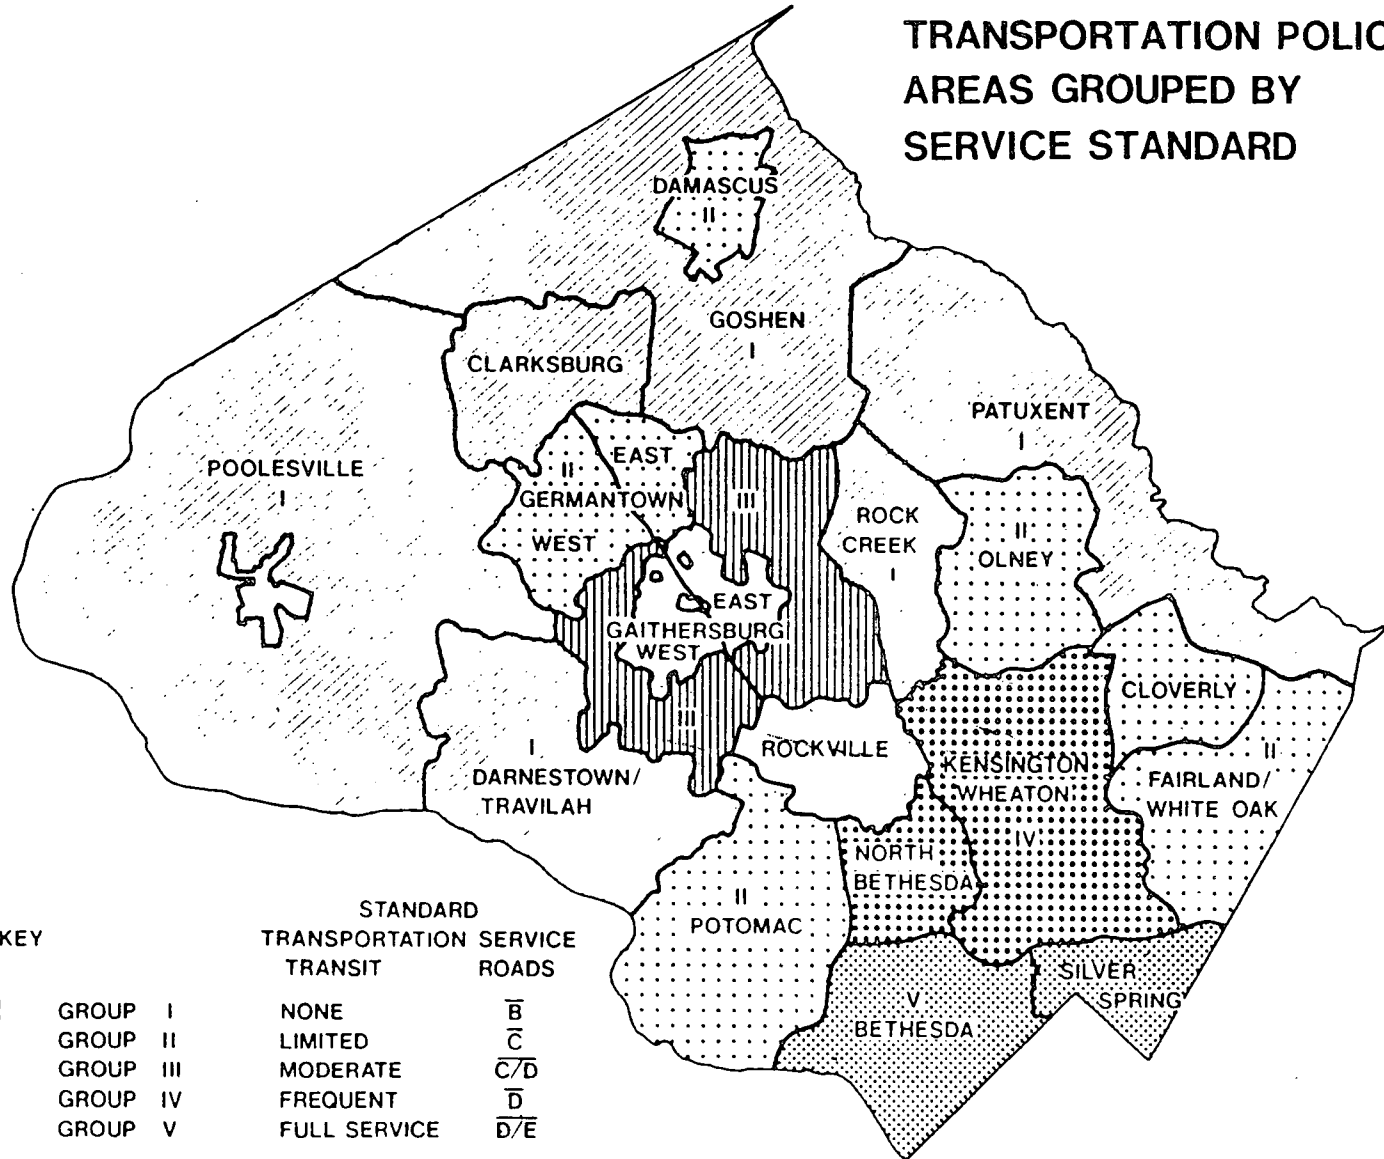 TRANSPORTATION POLIC
AREAS GROUPED BY
SERVICE STANDARD
DAMASCUS
II
GOSHEN
I
CLARKSBURG
PATUXENT
I
POOLESVILLE
I
EAST
II
GERMANTOWN
WEST
III
ROCK
CREEK
I
II
OLNEY
EAST
GAITHERSBURG
WEST
III
CLOVERLY
ROCKVILLE
I
DARNESTOWN/
TRAVILAH
KENSINGTON
WHEATON
IV
II
FAIRLAND/
WHITE OAK
NORTH
BETHESDA
II
POTOMAC
SILVER
SPRING
V
BETHESDA
KEY
STANDARD
TRANSPORTATION SERVICE
TRANSIT ROADS
GROUP I NONE B̅
GROUP II LIMITED C̅
GROUP III MODERATE C̅/̅D̅
GROUP IV FREQUENT D̅
GROUP V FULL SERVICE D̅/̅E̅